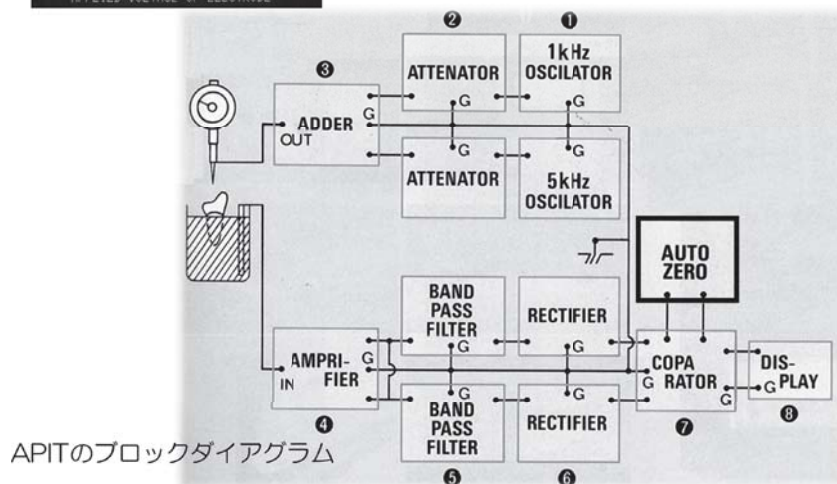 ❷
❶
❸
ATTENATOR
1kHz
OSCILATOR
G
G
ADDER
G
OUT
G
G
ATTENATOR
5kHz
OSCILATOR
AUTO
ZERO
BAND
PASS
FILTER
RECTIFIER
AMPRI-
FIER
G
IN
G
G
COPA
RATOR
G
G
DIS-
PLAY
G
G
G
BAND
PASS
FILTER
RECTIFIER
❹
❺
❻
❼
❽
APITのブロックダイアグラム